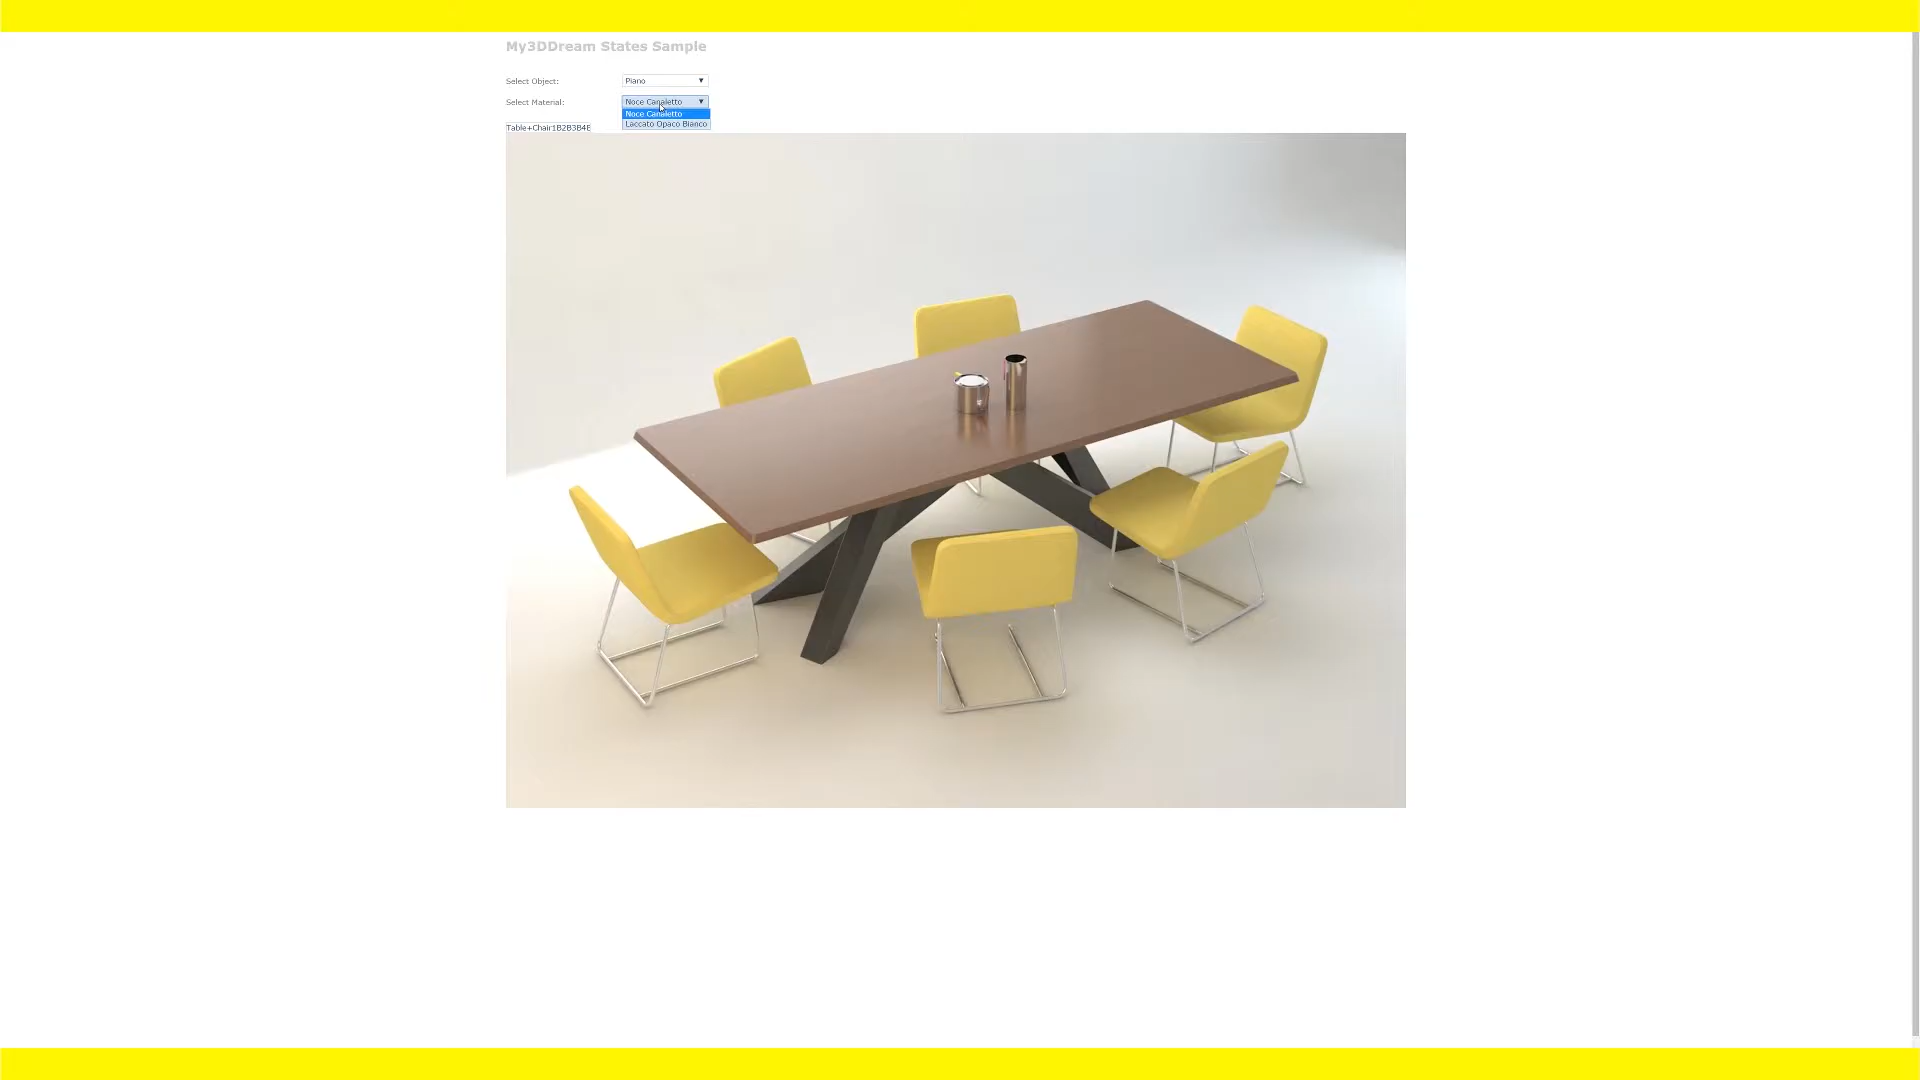 My3DDream States Sample
Select Object: Piano
Select Material: Noce Canaletto
Noce Canaletto
Laccato Opaco Bianco
Table+Chair1B2B3B4E